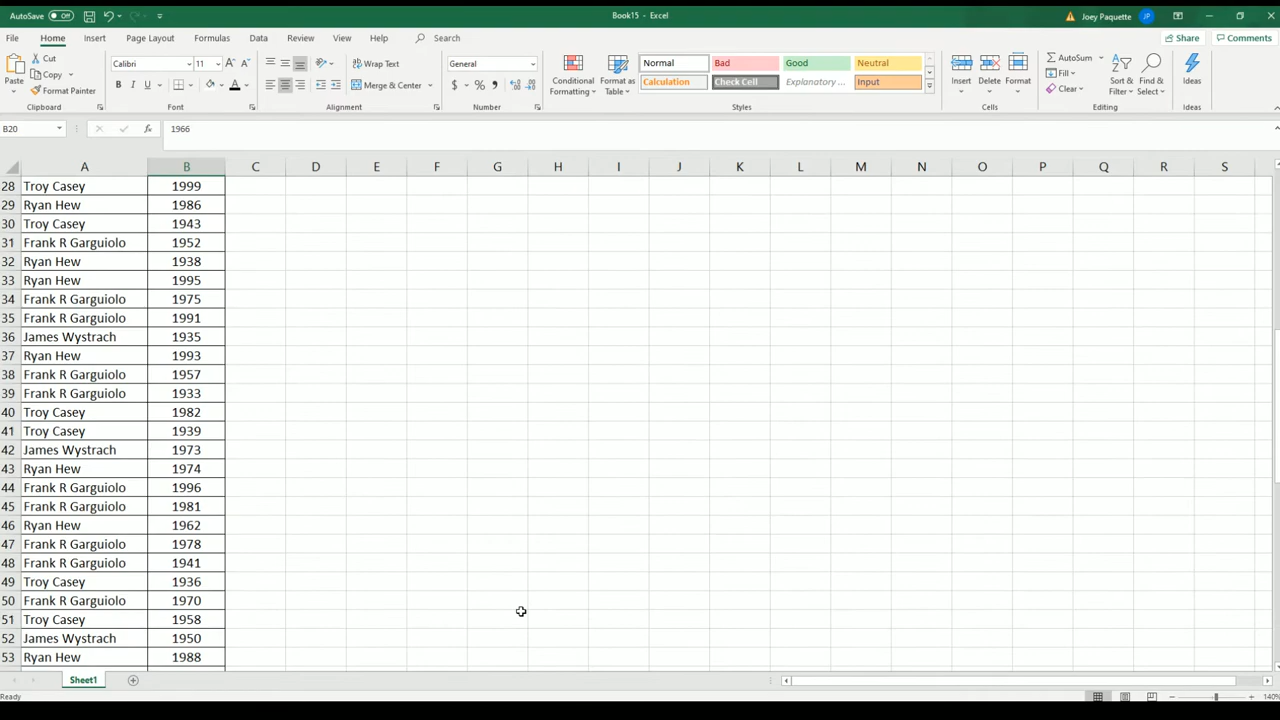 AutoSave Off Book15 - Excel Joey Paquette JP
File Home Insert Page Layout Formulas Data Review View Help Search Share Comments
Paste Cut Copy Format Painter Clipboard
Calibri 11 A A B I U A Font
Wrap Text Merge & Center Alignment
General $ % , Number
Conditional Formatting Format as Table Normal Bad Good Neutral Calculation Check Cell Explanatory ... Input Styles
Insert Delete Format Cells
AutoSum Fill Clear Sort & Filter Find & Select Editing
Ideas Ideas
B20 fx 1966
A B C D E F G H I J K L M N O P Q R S
28 Troy Casey 1999
29 Ryan Hew 1986
30 Troy Casey 1943
31 Frank R Garguiolo 1952
32 Ryan Hew 1938
33 Ryan Hew 1995
34 Frank R Garguiolo 1975
35 Frank R Garguiolo 1991
36 James Wystrach 1935
37 Ryan Hew 1993
38 Frank R Garguiolo 1957
39 Frank R Garguiolo 1933
40 Troy Casey 1982
41 Troy Casey 1939
42 James Wystrach 1973
43 Ryan Hew 1974
44 Frank R Garguiolo 1996
45 Frank R Garguiolo 1981
46 Ryan Hew 1962
47 Frank R Garguiolo 1978
48 Frank R Garguiolo 1941
49 Troy Casey 1936
50 Frank R Garguiolo 1970
51 Troy Casey 1958
52 James Wystrach 1950
53 Ryan Hew 1988
Sheet1
Ready 140%